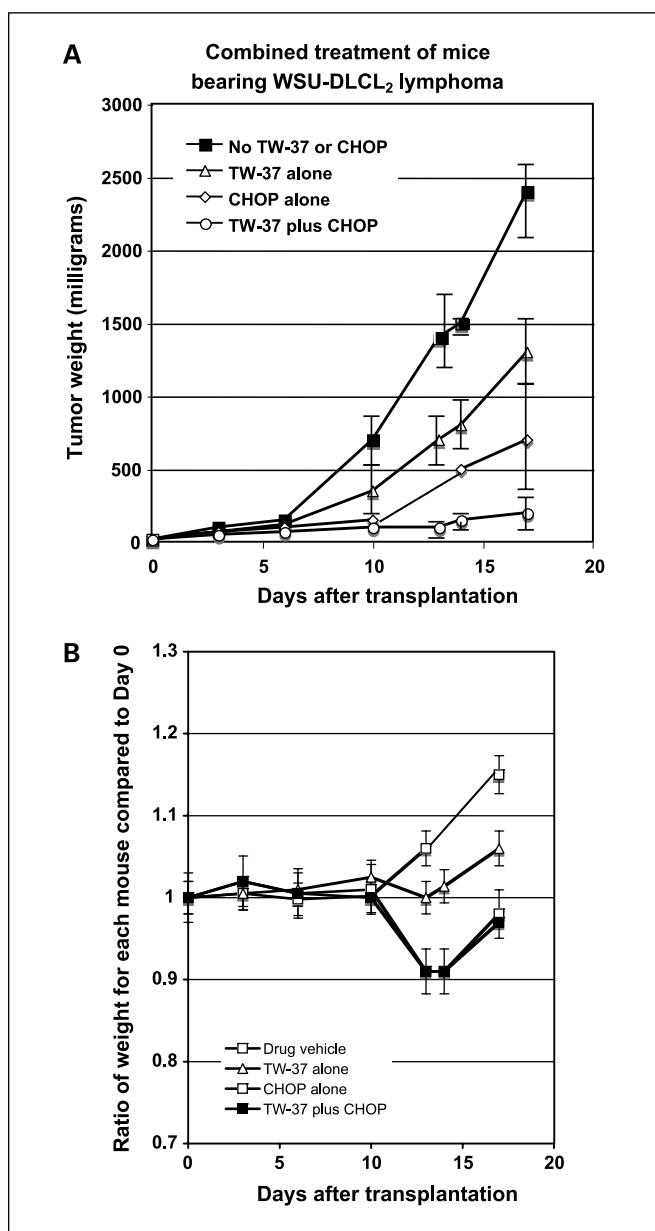 A
Combined treatment of mice
bearing WSU-DLCL₂ lymphoma
3000
2500
2000
1500
1000
500
0
Tumor weight (milligrams)
No TW-37 or CHOP
TW-37 alone
CHOP alone
TW-37 plus CHOP
0
5
10
15
20
Days after transplantation
B
1.3
1.2
1.1
1
0.9
0.8
0.7
Ratio of weight for each mouse compared to Day 0
Drug vehicle
TW-37 alone
CHOP alone
TW-37 plus CHOP
0
5
10
15
20
Days after transplantation